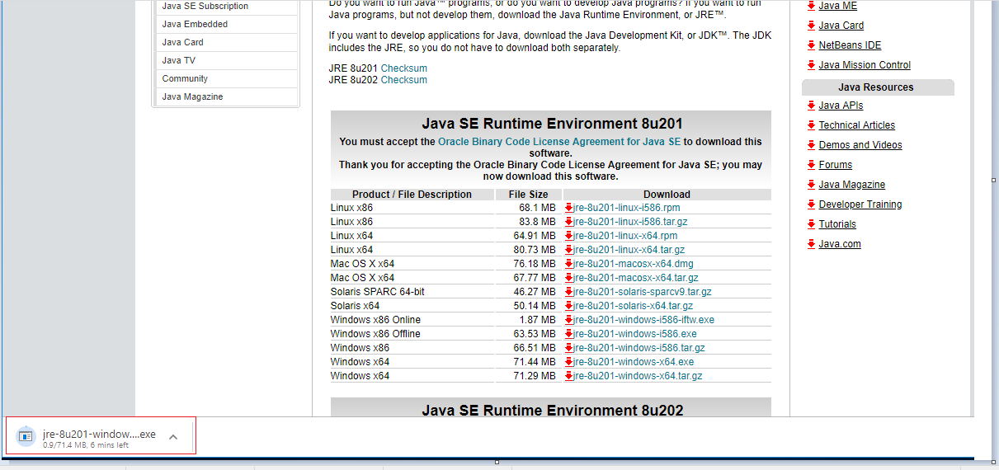 Java SE Subscription
Java Embedded
Java Card
Java TV
Community
Java Magazine
Do you want to run Java™ programs, or do you want to develop Java programs? If you want to run
Java programs, but not develop them, download the Java Runtime Environment, or JRE™.
If you want to develop applications for Java, download the Java Development Kit, or JDK™. The JDK
includes the JRE, so you do not have to download both separately.
JRE 8u201 Checksum
JRE 8u202 Checksum
Java SE Runtime Environment 8u201
You must accept the Oracle Binary Code License Agreement for Java SE to download this
software.
Thank you for accepting the Oracle Binary Code License Agreement for Java SE; you may
now download this software.
Product / File Description File Size Download
Linux x86 68.1 MB jre-8u201-linux-i586.rpm
Linux x86 83.8 MB jre-8u201-linux-i586.tar.gz
Linux x64 64.91 MB jre-8u201-linux-x64.rpm
Linux x64 80.73 MB jre-8u201-linux-x64.tar.gz
Mac OS X x64 76.18 MB jre-8u201-macosx-x64.dmg
Mac OS X x64 67.77 MB jre-8u201-macosx-x64.tar.gz
Solaris SPARC 64-bit 46.27 MB jre-8u201-solaris-sparcv9.tar.gz
Solaris x64 50.14 MB jre-8u201-solaris-x64.tar.gz
Windows x86 Online 1.87 MB jre-8u201-windows-i586-iftw.exe
Windows x86 Offline 63.53 MB jre-8u201-windows-i586.exe
Windows x86 66.51 MB jre-8u201-windows-i586.tar.gz
Windows x64 71.44 MB jre-8u201-windows-x64.exe
Windows x64 71.29 MB jre-8u201-windows-x64.tar.gz
Java SE Runtime Environment 8u202
Java ME
Java Card
NetBeans IDE
Java Mission Control
Java Resources
Java APIs
Technical Articles
Demos and Videos
Forums
Java Magazine
Developer Training
Tutorials
Java.com
jre-8u201-window....exe
0.9/71.4 MB, 6 mins left